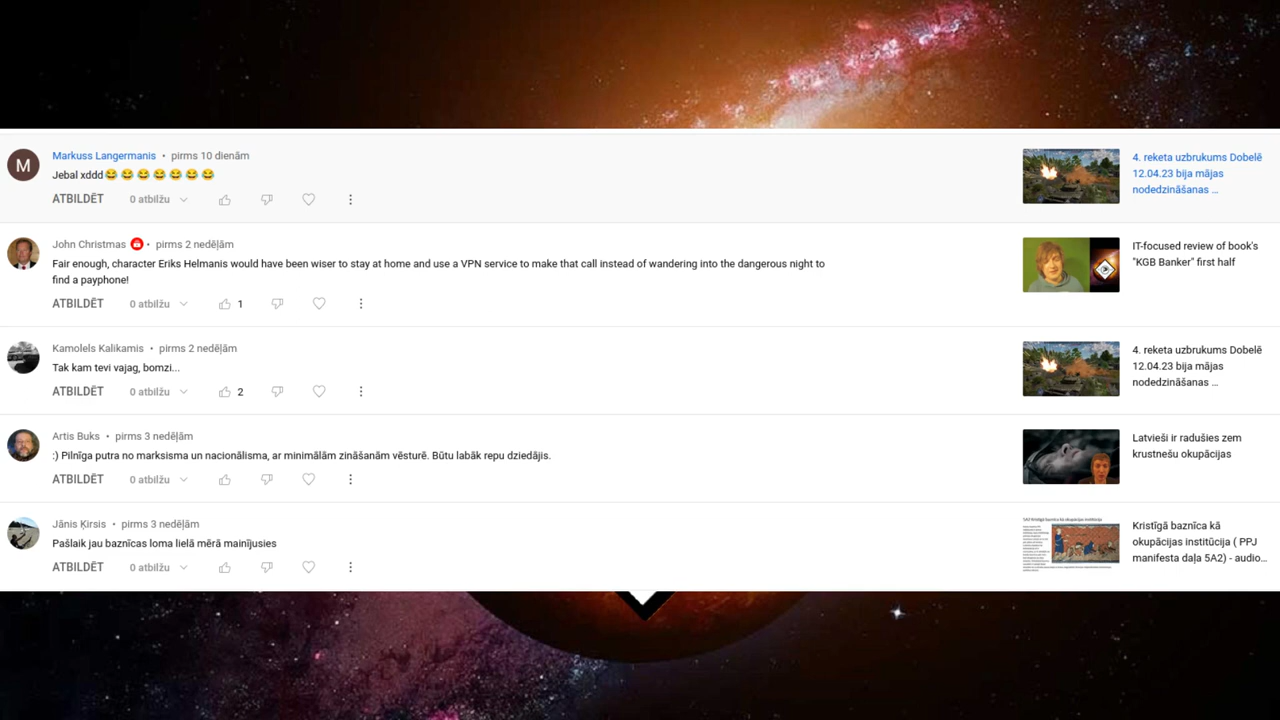 M
Markuss Langermanis • pirms 10 dienām
Jebal xddd😂 😂 😂 😂 😂 😂 😂
ATBILDĒT 0 atbilžu
4. reketa uzbrukums Dobelē
12.04.23 bija mājas
nodedzināšanas ...
John Christmas • pirms 2 nedēļām
Fair enough, character Eriks Helmanis would have been wiser to stay at home and use a VPN service to make that call instead of wandering into the dangerous night to
find a payphone!
ATBILDĒT 0 atbilžu 1
IT-focused review of book's
"KGB Banker" first half
Kamolels Kalikamis • pirms 2 nedēļām
Tak kam tevi vajag, bomzi...
ATBILDĒT 0 atbilžu 2
4. reketa uzbrukums Dobelē
12.04.23 bija mājas
nodedzināšanas ...
Artis Buks • pirms 3 nedēļām
:) Pilnīga putra no marksisma un nacionālisma, ar minimālām zināšanām vēsturē. Būtu labāk repu dziedājis.
ATBILDĒT 0 atbilžu
Latvieši ir radušies zem
krustnešu okupācijas
Jānis Ķirsis • pirms 3 nedēļām
Pašlaik jau baznīcas loma lielā mērā mainījusies
ATBILDĒT 0 atbilžu
Kristīgā baznīca kā
okupācijas institūcija ( PPJ
manifesta daļa 5A2) - audio...